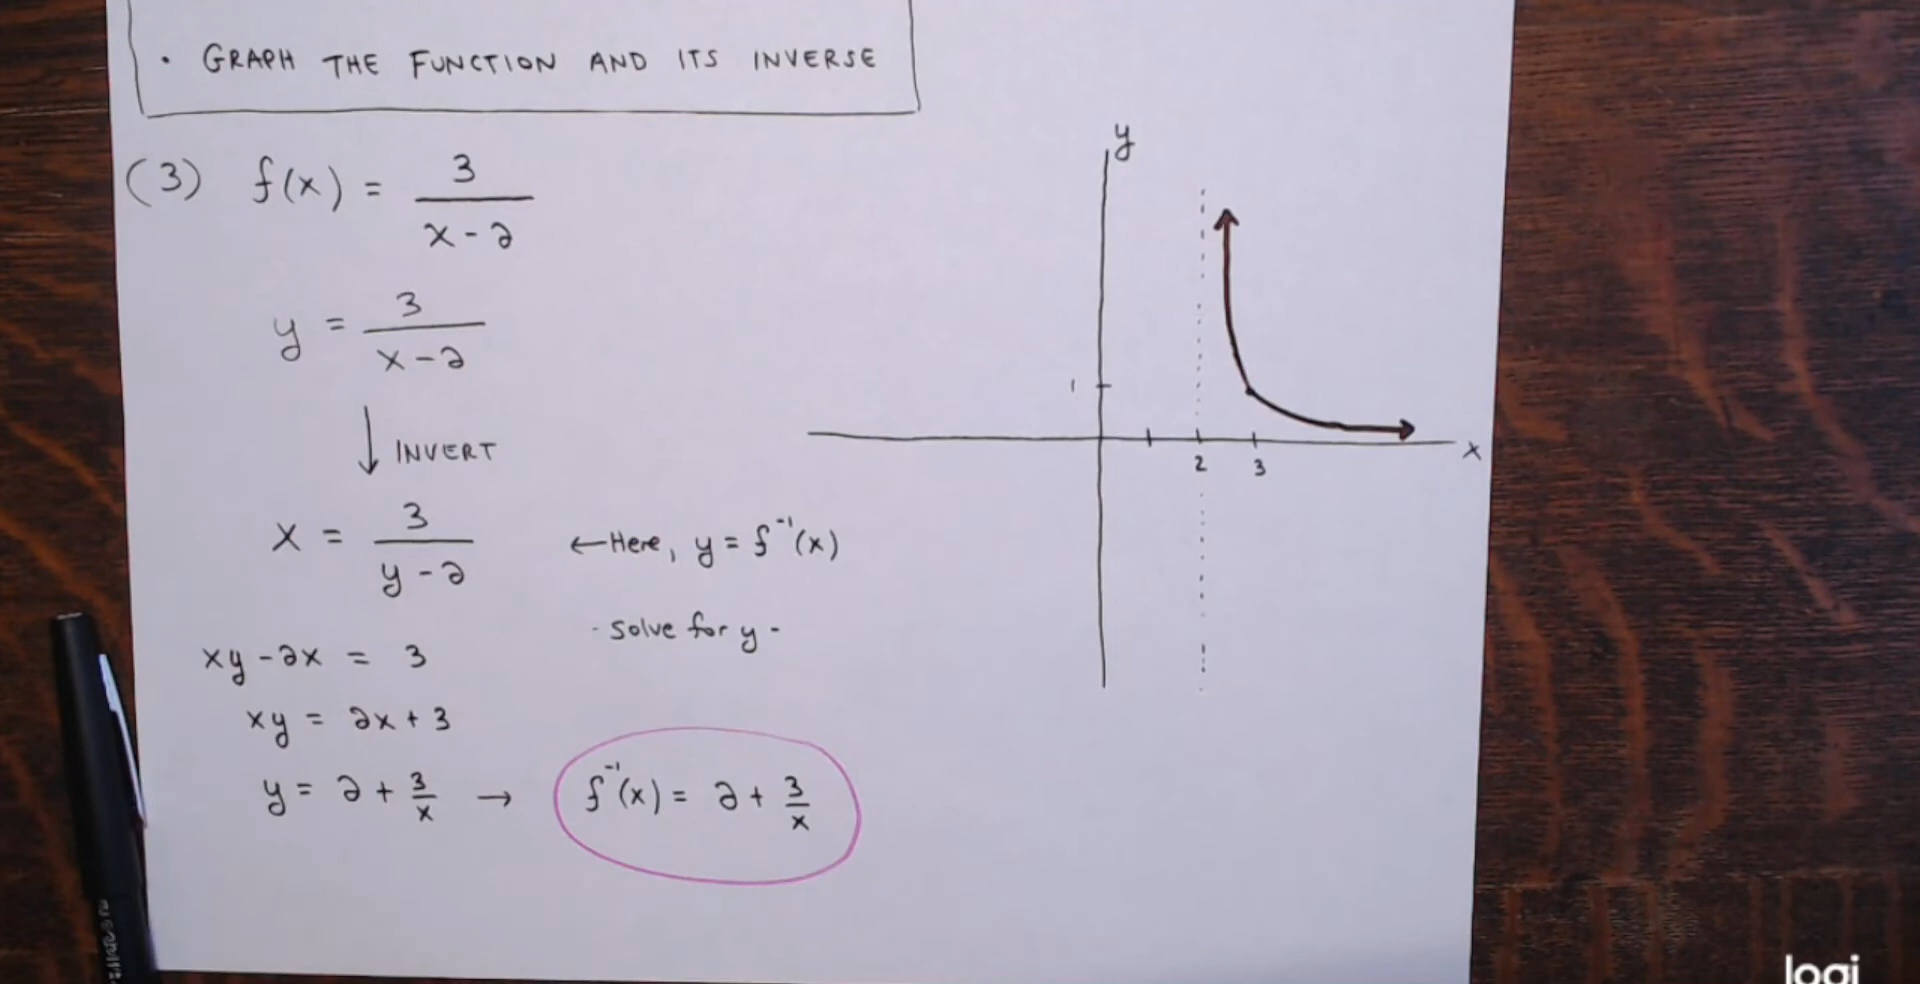 • GRAPH THE FUNCTION AND ITS INVERSE
(3) f(x) = 3/(x-2)
y = 3/(x-2)
↓ INVERT
x = 3/(y-2) ← Here, y = f⁻¹(x)
- Solve for y -
xy - 2x = 3
xy = 2x + 3
y = 2 + 3/x → f⁻¹(x) = 2 + 3/x
y
1
2 3
x
logi